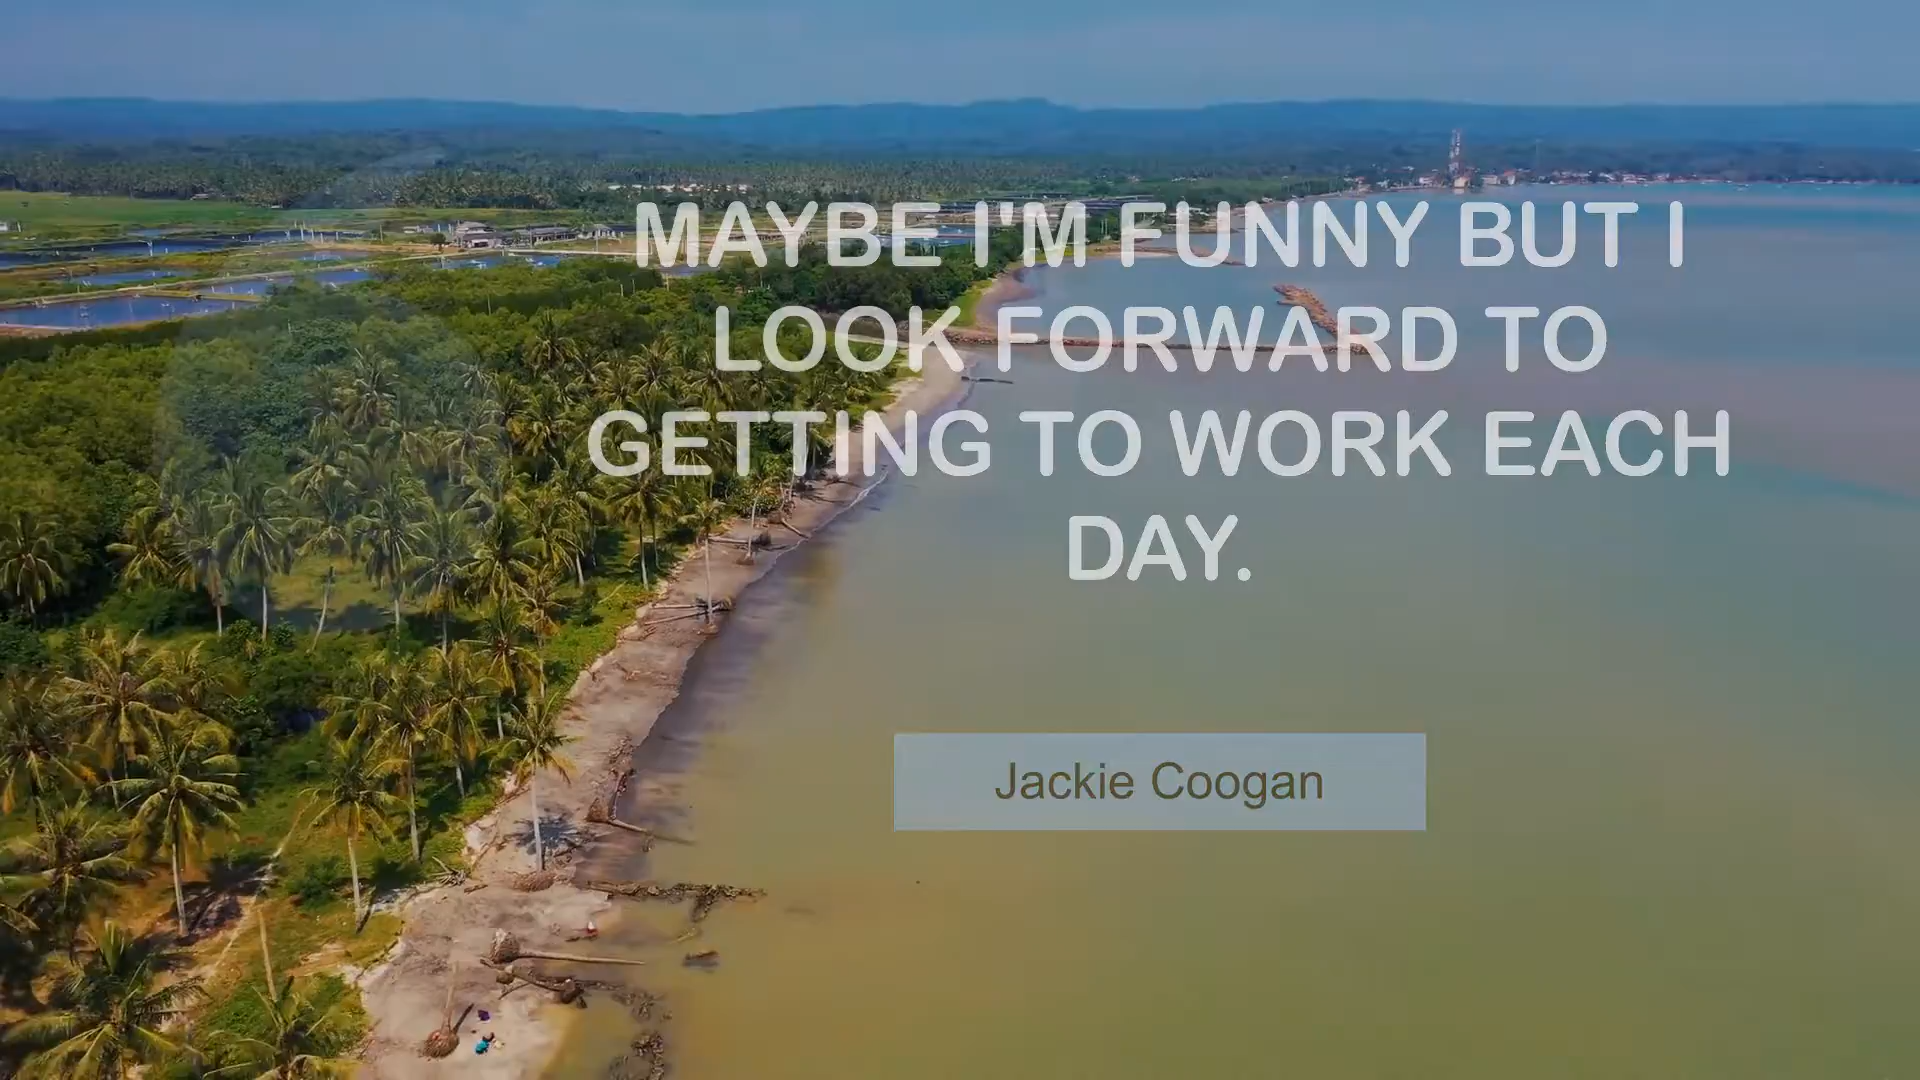 MAYBE I'M FUNNY BUT I
LOOK FORWARD TO
GETTING TO WORK EACH
DAY.
Jackie Coogan